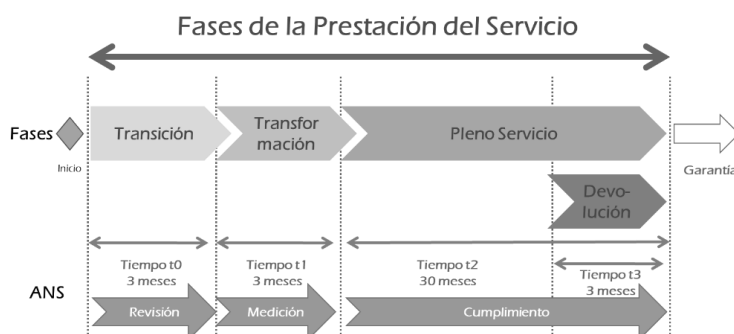 Fases de la Prestación del Servicio
Fases
Inicio
Transición
Transfor
mación
Pleno Servicio
Garantía
Devo-
lución
Tiempo t0
3 meses
Tiempo t1
3 meses
Tiempo t2
30 meses
Tiempo t3
3 meses
ANS
Revisión
Medición
Cumplimiento